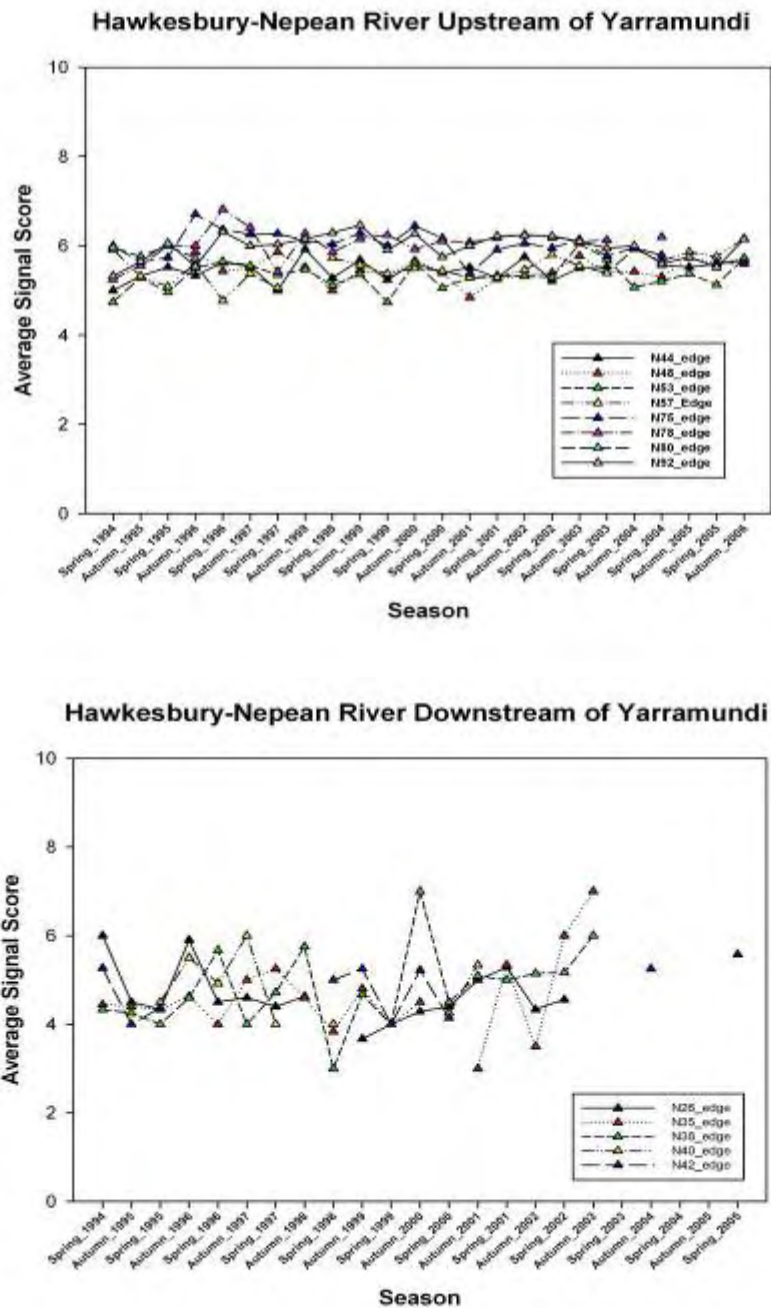 Hawkesbury-Nepean River Upstream of Yarramundi
10
8
6
4
2
0
Average Signal Score
N44_edge
N48_edge
N53_edge
N57_Edge
N75_edge
N78_edge
N80_edge
N92_edge
Spring_1994
Autumn_1995
Spring_1995
Autumn_1996
Spring_1996
Autumn_1997
Spring_1997
Autumn_1998
Spring_1998
Autumn_1999
Spring_1999
Autumn_2000
Spring_2000
Autumn_2001
Spring_2001
Autumn_2002
Spring_2002
Autumn_2003
Spring_2003
Autumn_2004
Spring_2004
Autumn_2005
Spring_2005
Autumn_2006
Season
Hawkesbury-Nepean River Downstream of Yarramundi
10
8
6
4
2
0
Average Signal Score
N26_edge
N35_edge
N38_edge
N40_edge
N42_edge
Spring_1994
Autumn_1995
Spring_1995
Autumn_1996
Spring_1996
Autumn_1997
Spring_1997
Autumn_1998
Spring_1998
Autumn_1999
Spring_1999
Autumn_2000
Spring_2000
Autumn_2001
Spring_2001
Autumn_2002
Spring_2002
Autumn_2003
Spring_2003
Autumn_2004
Spring_2004
Autumn_2005
Spring_2005
Season